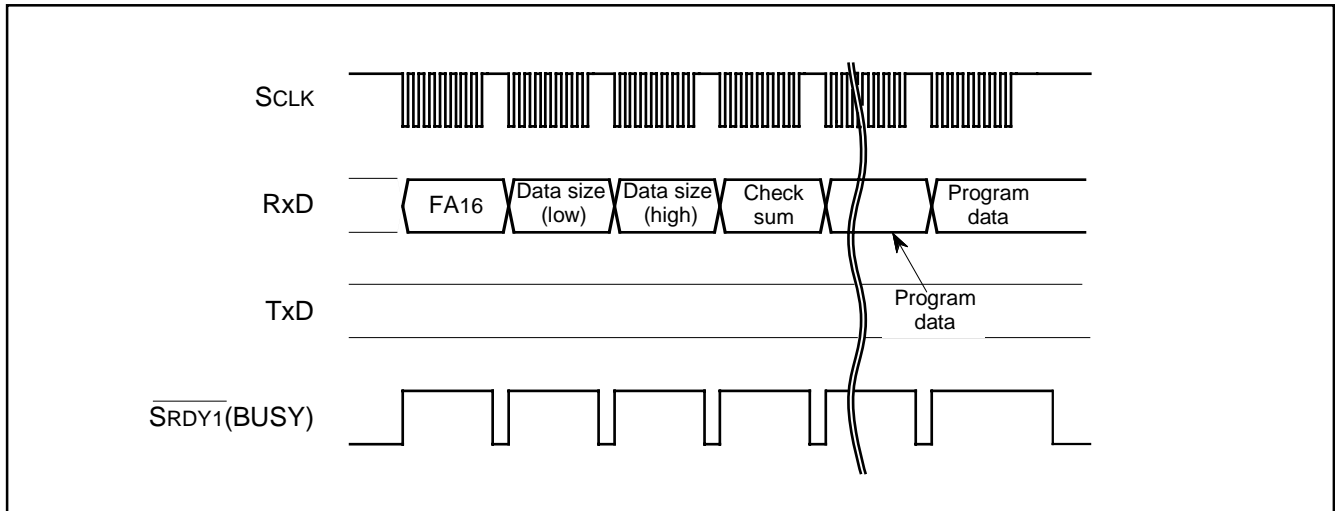 SCLK
RxD
FA16
Data size
(low)
Data size
(high)
Check
sum
Program
data
Program
data
TxD
SRDY1(BUSY)